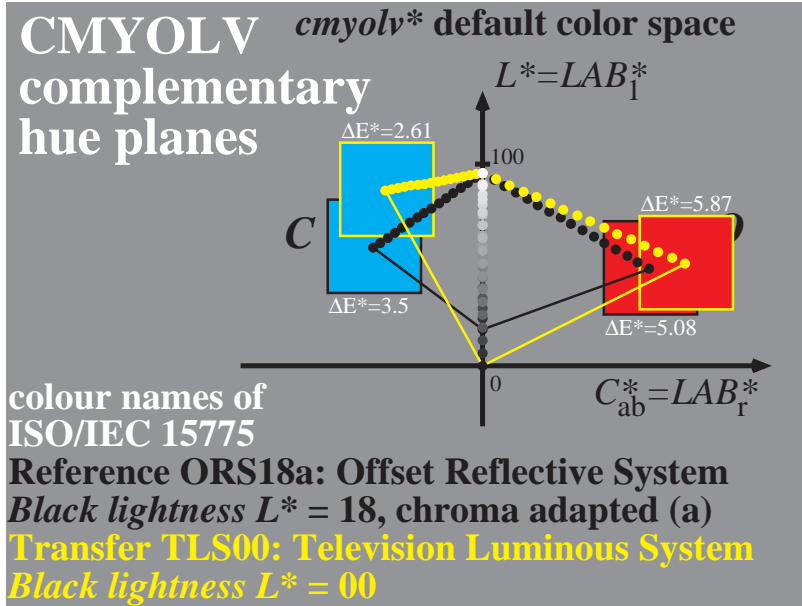 CMYOLV
complementary
hue planes
cmyolv* default color space
L*=LAB*l
ΔE*=2.61
100
C
ΔE*=3.5
ΔE*=5.87
ΔE*=5.08
0
C*ab=LAB*r
colour names of
ISO/IEC 15775
Reference ORS18a: Offset Reflective System
Black lightness L* = 18, chroma adapted (a)
Transfer TLS00: Television Luminous System
Black lightness L* = 00